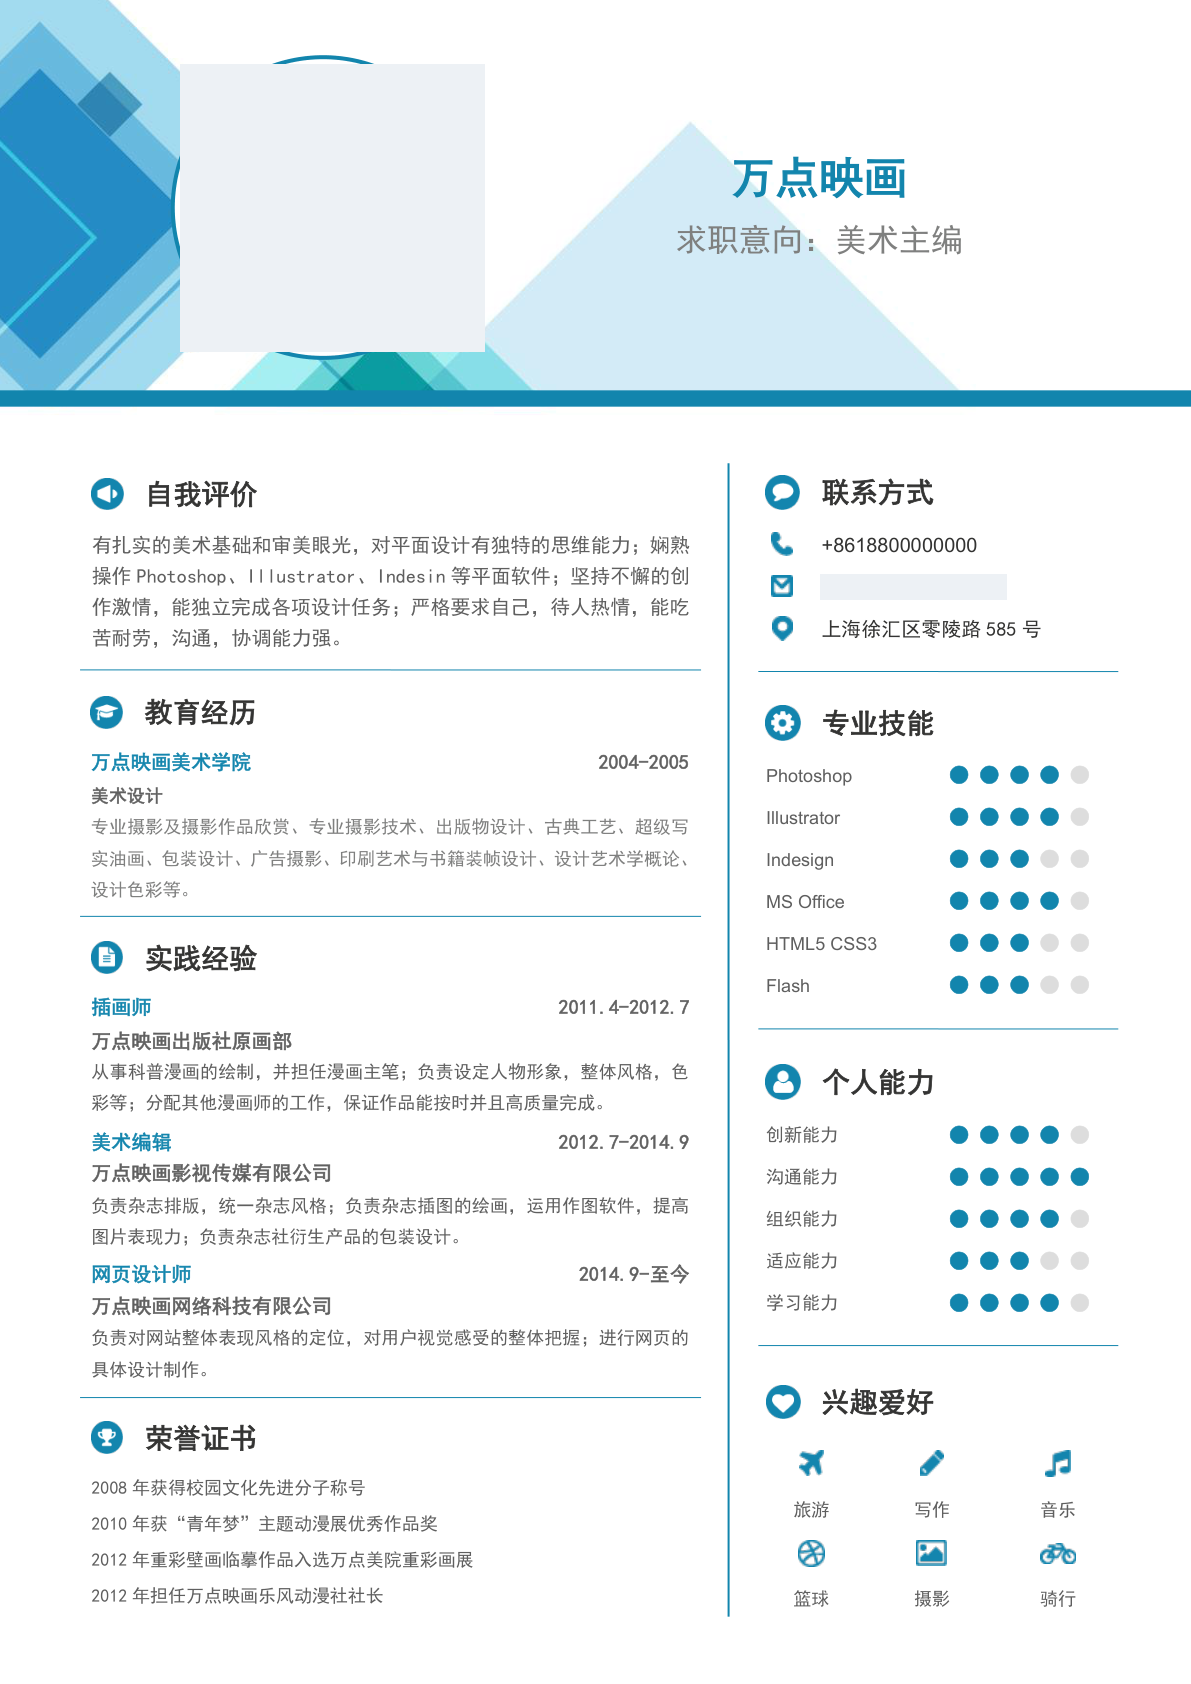 万点映画
求职意向：美术主编
自我评价
有扎实的美术基础和审美眼光，对平面设计有独特的思维能力；娴熟
操作 Photoshop、Illustrator、Indesin 等平面软件；坚持不懈的创
作激情，能独立完成各项设计任务；严格要求自己，待人热情，能吃
苦耐劳，沟通，协调能力强。
教育经历
万点映画美术学院 2004-2005
美术设计
专业摄影及摄影作品欣赏、专业摄影技术、出版物设计、古典工艺、超级写
实油画、包装设计、广告摄影、印刷艺术与书籍装帧设计、设计艺术学概论、
设计色彩等。
实践经验
插画师 2011.4-2012.7
万点映画出版社原画部
从事科普漫画的绘制，并担任漫画主笔；负责设定人物形象，整体风格，色
彩等；分配其他漫画师的工作，保证作品能按时并且高质量完成。
美术编辑 2012.7-2014.9
万点映画影视传媒有限公司
负责杂志排版，统一杂志风格；负责杂志插图的绘画，运用作图软件，提高
图片表现力；负责杂志社衍生产品的包装设计。
网页设计师 2014.9-至今
万点映画网络科技有限公司
负责对网站整体表现风格的定位，对用户视觉感受的整体把握；进行网页的
具体设计制作。
荣誉证书
2008 年获得校园文化先进分子称号
2010 年获“青年梦”主题动漫展优秀作品奖
2012 年重彩壁画临摹作品入选万点美院重彩画展
2012 年担任万点映画乐风动漫社社长
联系方式
+8618800000000
上海徐汇区零陵路 585 号
专业技能
Photoshop
Illustrator
Indesign
MS Office
HTML5 CSS3
Flash
个人能力
创新能力
沟通能力
组织能力
适应能力
学习能力
兴趣爱好
旅游 写作 音乐
篮球 摄影 骑行